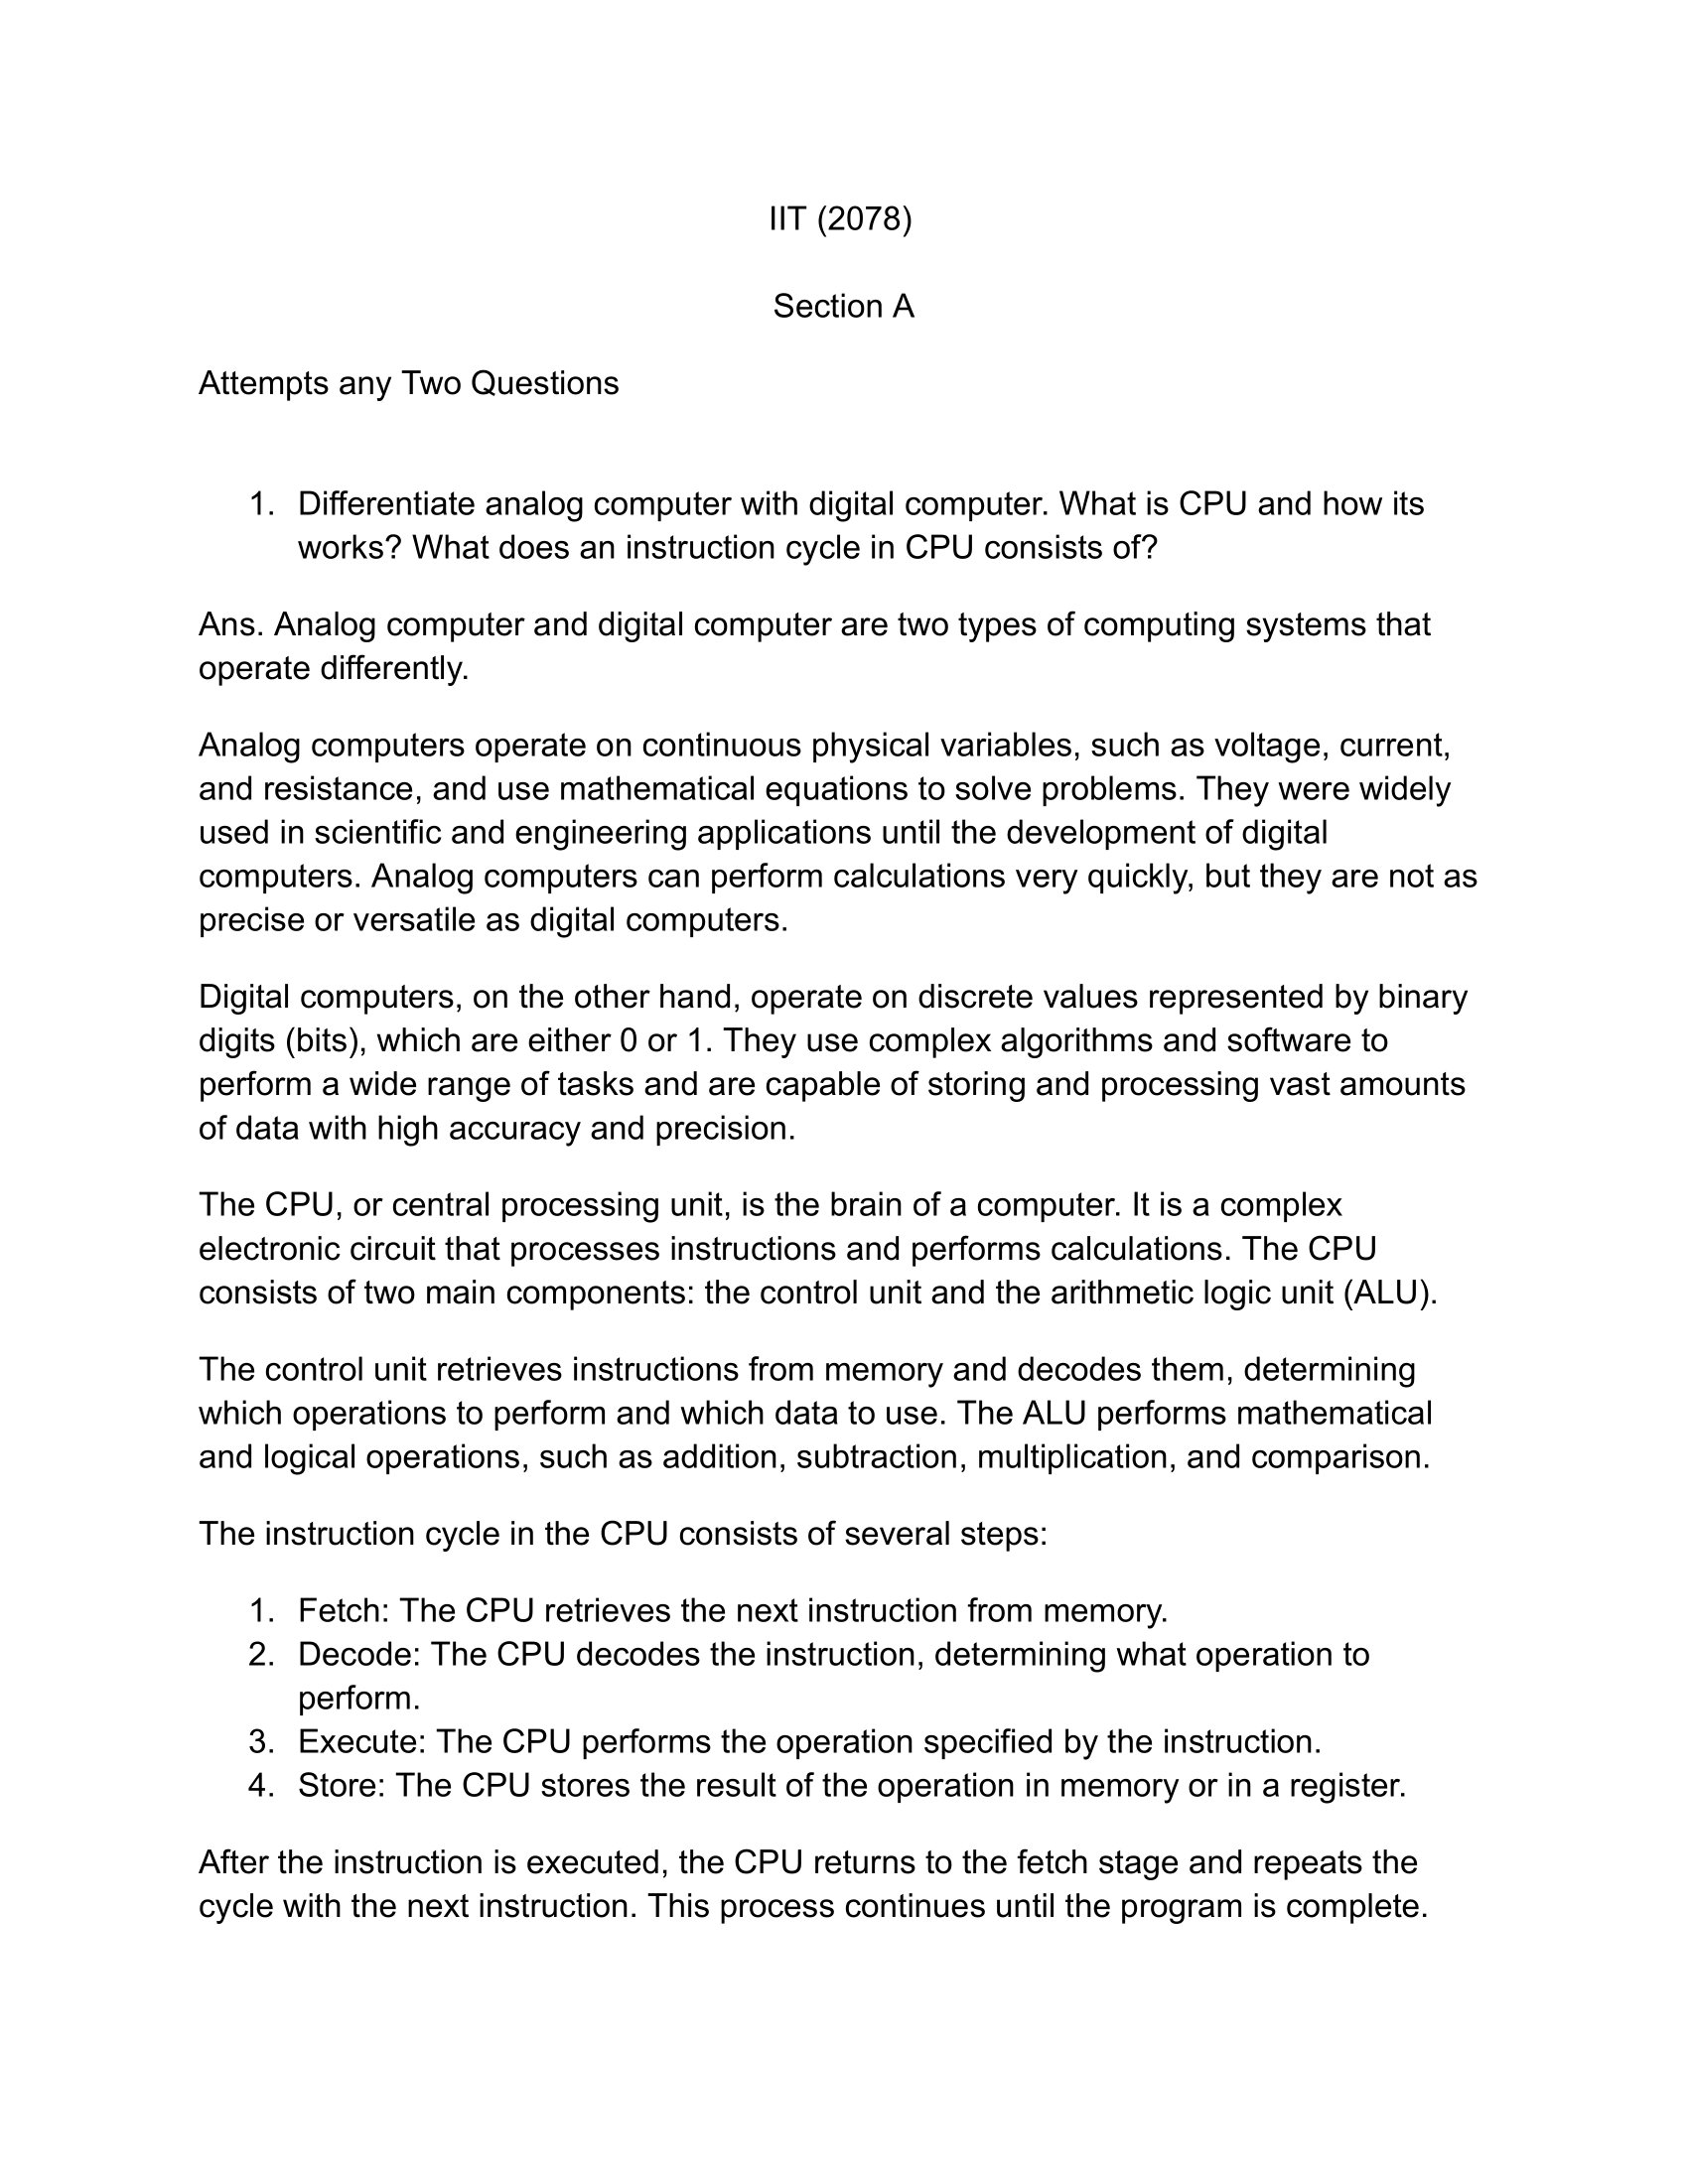 IIT (2078)
Section A
Attempts any Two Questions
1. Differentiate analog computer with digital computer. What is CPU and how its
works? What does an instruction cycle in CPU consists of?
Ans. Analog computer and digital computer are two types of computing systems that
operate differently.
Analog computers operate on continuous physical variables, such as voltage, current,
and resistance, and use mathematical equations to solve problems. They were widely
used in scientific and engineering applications until the development of digital
computers. Analog computers can perform calculations very quickly, but they are not as
precise or versatile as digital computers.
Digital computers, on the other hand, operate on discrete values represented by binary
digits (bits), which are either 0 or 1. They use complex algorithms and software to
perform a wide range of tasks and are capable of storing and processing vast amounts
of data with high accuracy and precision.
The CPU, or central processing unit, is the brain of a computer. It is a complex
electronic circuit that processes instructions and performs calculations. The CPU
consists of two main components: the control unit and the arithmetic logic unit (ALU).
The control unit retrieves instructions from memory and decodes them, determining
which operations to perform and which data to use. The ALU performs mathematical
and logical operations, such as addition, subtraction, multiplication, and comparison.
The instruction cycle in the CPU consists of several steps:
1. Fetch: The CPU retrieves the next instruction from memory.
2. Decode: The CPU decodes the instruction, determining what operation to
perform.
3. Execute: The CPU performs the operation specified by the instruction.
4. Store: The CPU stores the result of the operation in memory or in a register.
After the instruction is executed, the CPU returns to the fetch stage and repeats the
cycle with the next instruction. This process continues until the program is complete.